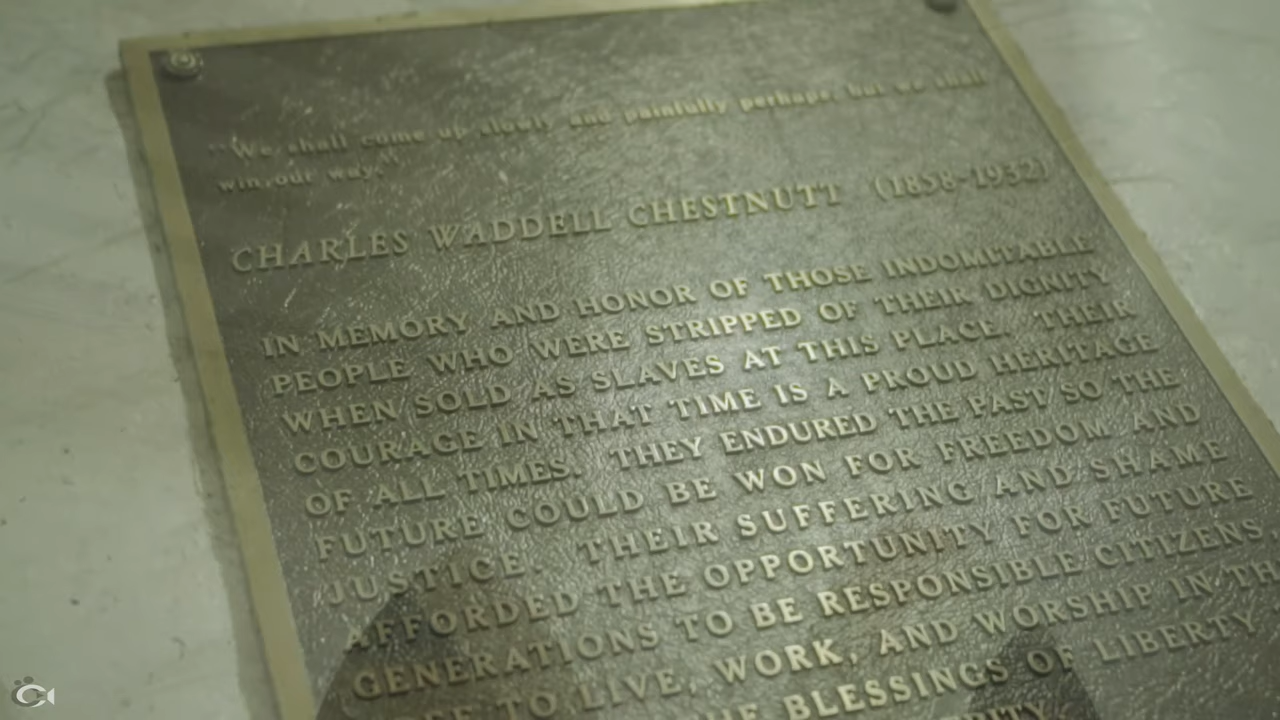 "We shall come up slowly and painfully perhaps, but we shall
win our way."
CHARLES WADDELL CHESTNUTT (1858-1932)
IN MEMORY AND HONOR OF THOSE INDOMITABLE
PEOPLE WHO WERE STRIPPED OF THEIR DIGNITY
WHEN SOLD AS SLAVES AT THIS PLACE. THEIR
COURAGE IN THAT TIME IS A PROUD HERITAGE
OF ALL TIMES. THEY ENDURED THE PAST SO THE
FUTURE COULD BE WON FOR FREEDOM AND
JUSTICE. THEIR SUFFERING AND SHAME
AFFORDED THE OPPORTUNITY FOR FUTURE
GENERATIONS TO BE RESPONSIBLE CITIZENS,
TO LIVE, WORK, AND WORSHIP IN
BLESSINGS OF LIBERTY